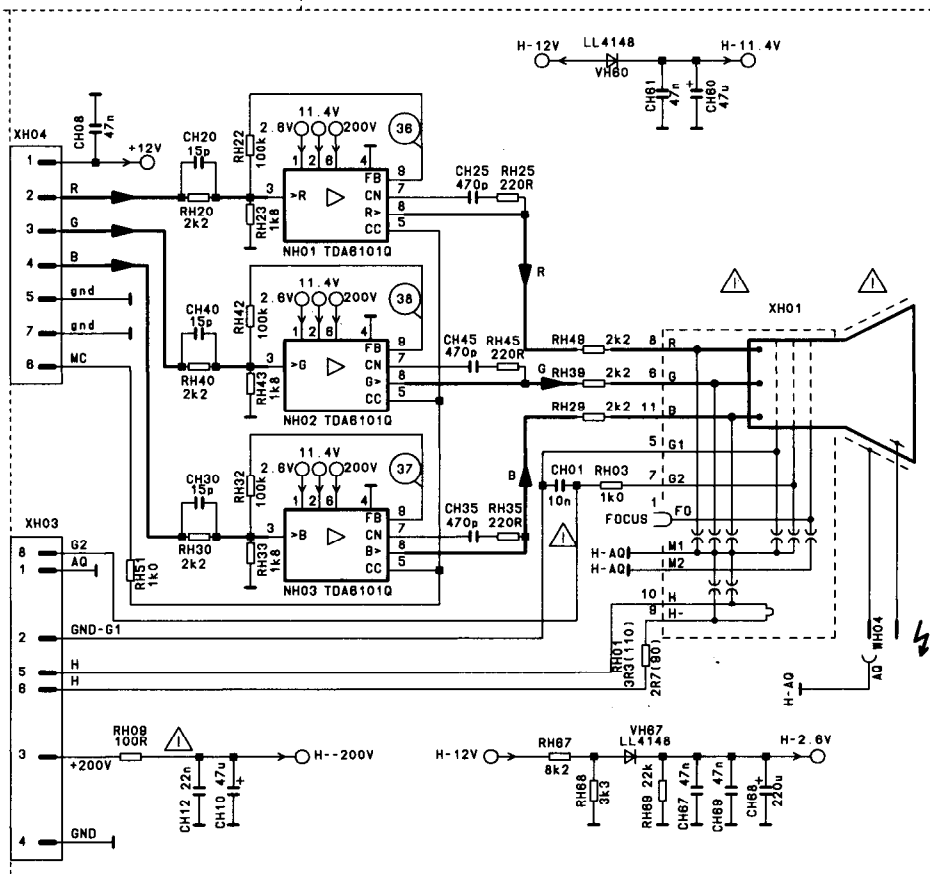 H-12V LL4148 H-11.4V
VH60
CH61 47n
CH60 47u +
XH04
CH08 47n
+12V
CH20
15p
RH22 100k
11.4V
2.6V 200V
36
1 2 6 4
1
2 R
3 G
4 B
5 gnd
7 gnd
6 MC
RH20
2k2
3 >R
RH23 1k8
FB 9
CN 7
R> 8
CC 5
NH01 TDA6101Q
CH25 RH25
470p 220R
R
CH40
15p
RH42 100k
11.4V
2.6V 200V
38
1 2 6 4
RH40
2k2
3 >G
RH43 1k8
FB 9
CN 7
G> 8
CC 5
NH02 TDA6101Q
CH45 RH45
470p 220R
G
CH30
15p
RH32 100k
11.4V
2.6V 200V
37
1 2 6 4
RH30
2k2
3 >B
RH33 1k8
FB 9
CN 7
B> 8
CC 5
NH03 TDA6101Q
CH35 RH35
470p 220R
B
XH01
RH49 2k2 8 R
RH39 2k2 6 G
RH29 2k2 11 B
5 G1
CH01 RH03 7 G2
10n 1k0
1
FOCUS FO
H-AQ M1
H-AQ M2
10 H
9 H-
RH01
3R3(110)
2R7(90)
WH04
AQ
H-AQ
XH03
8 G2
1 AQ
RH51 1k0
2 GND-G1
5 H
6 H
RH09
100R
3 +200V
H--200V
CH12 22n
CH10 47u +
4 GND
H-12V RH67 VH67 H-2.6V
8k2 LL4148
RH68 3k3
RH69 22k
CH67 47n
CH69 47n
CH68 220u +